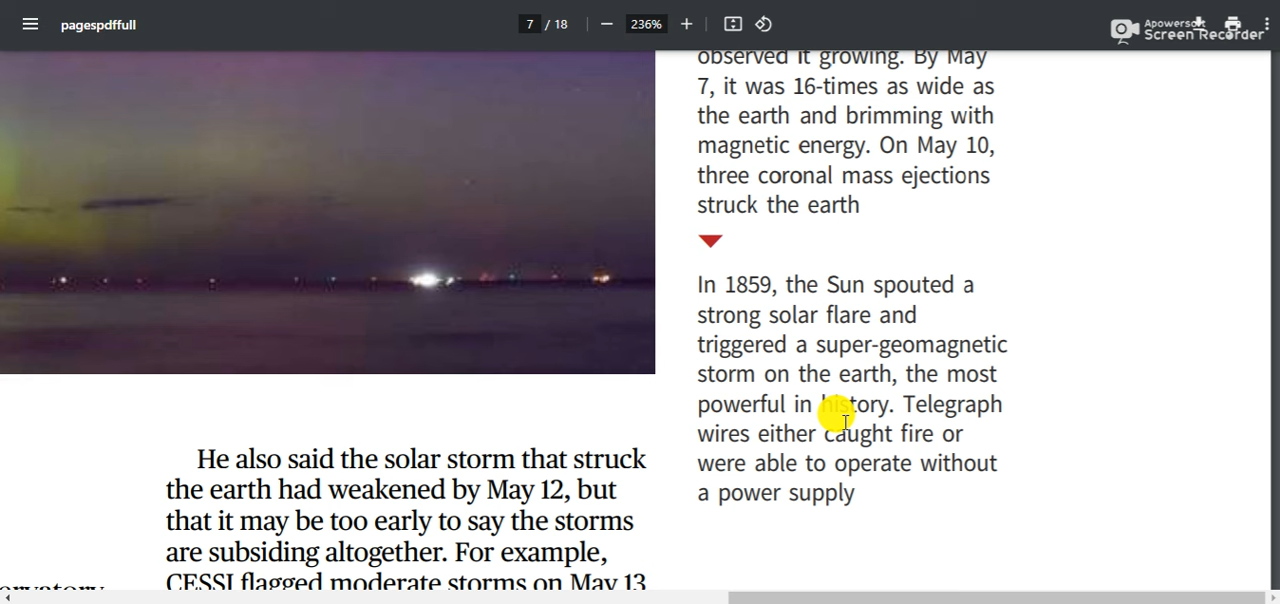 pagespdffull
7 / 18
236%
Apowersoft
Screen Recorder
observed it growing. By May
7, it was 16-times as wide as
the earth and brimming with
magnetic energy. On May 10,
three coronal mass ejections
struck the earth
In 1859, the Sun spouted a
strong solar flare and
triggered a super-geomagnetic
storm on the earth, the most
powerful in history. Telegraph
wires either caught fire or
were able to operate without
a power supply
He also said the solar storm that struck
the earth had weakened by May 12, but
that it may be too early to say the storms
are subsiding altogether. For example,
CESSI flagged moderate storms on May 13